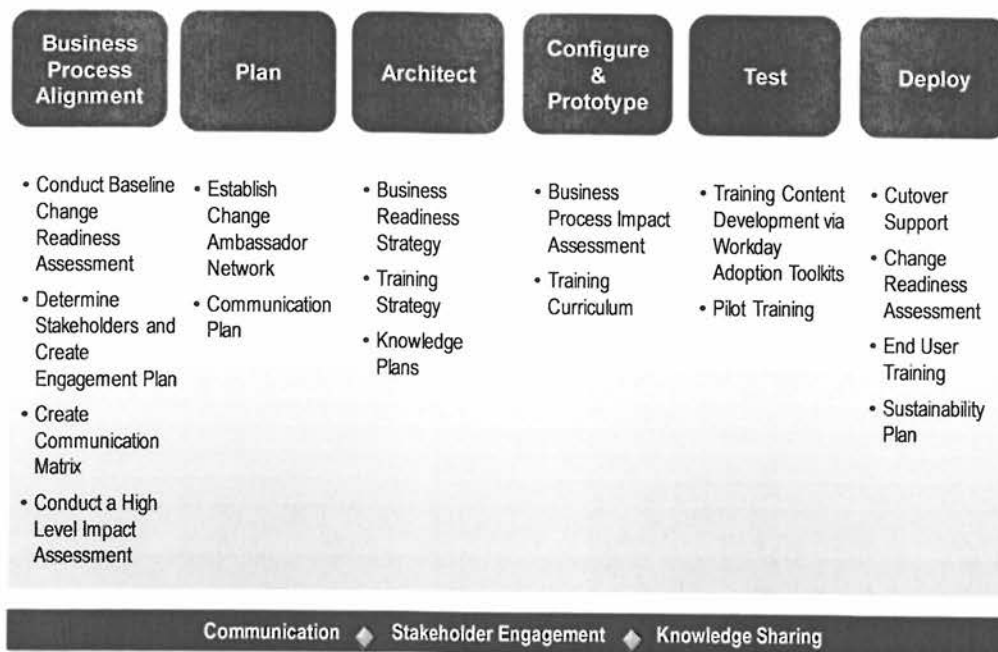 Business
Process
Alignment
Plan
Architect
Configure
&
Prototype
Test
Deploy
• Conduct Baseline
Change
Readiness
Assessment
• Determine
Stakeholders and
Create
Engagement Plan
• Create
Communication
Matrix
• Conduct a High
Level Impact
Assessment
• Establish
Change
Ambassador
Network
• Communication
Plan
• Business
Readiness
Strategy
• Training
Strategy
• Knowledge
Plans
• Business
Process Impact
Assessment
• Training
Curriculum
• Training Content
Development via
Workday
Adoption Toolkits
• Pilot Training
• Cutover
Support
• Change
Readiness
Assessment
• End User
Training
• Sustainability
Plan
Communication ◆ Stakeholder Engagement ◆ Knowledge Sharing